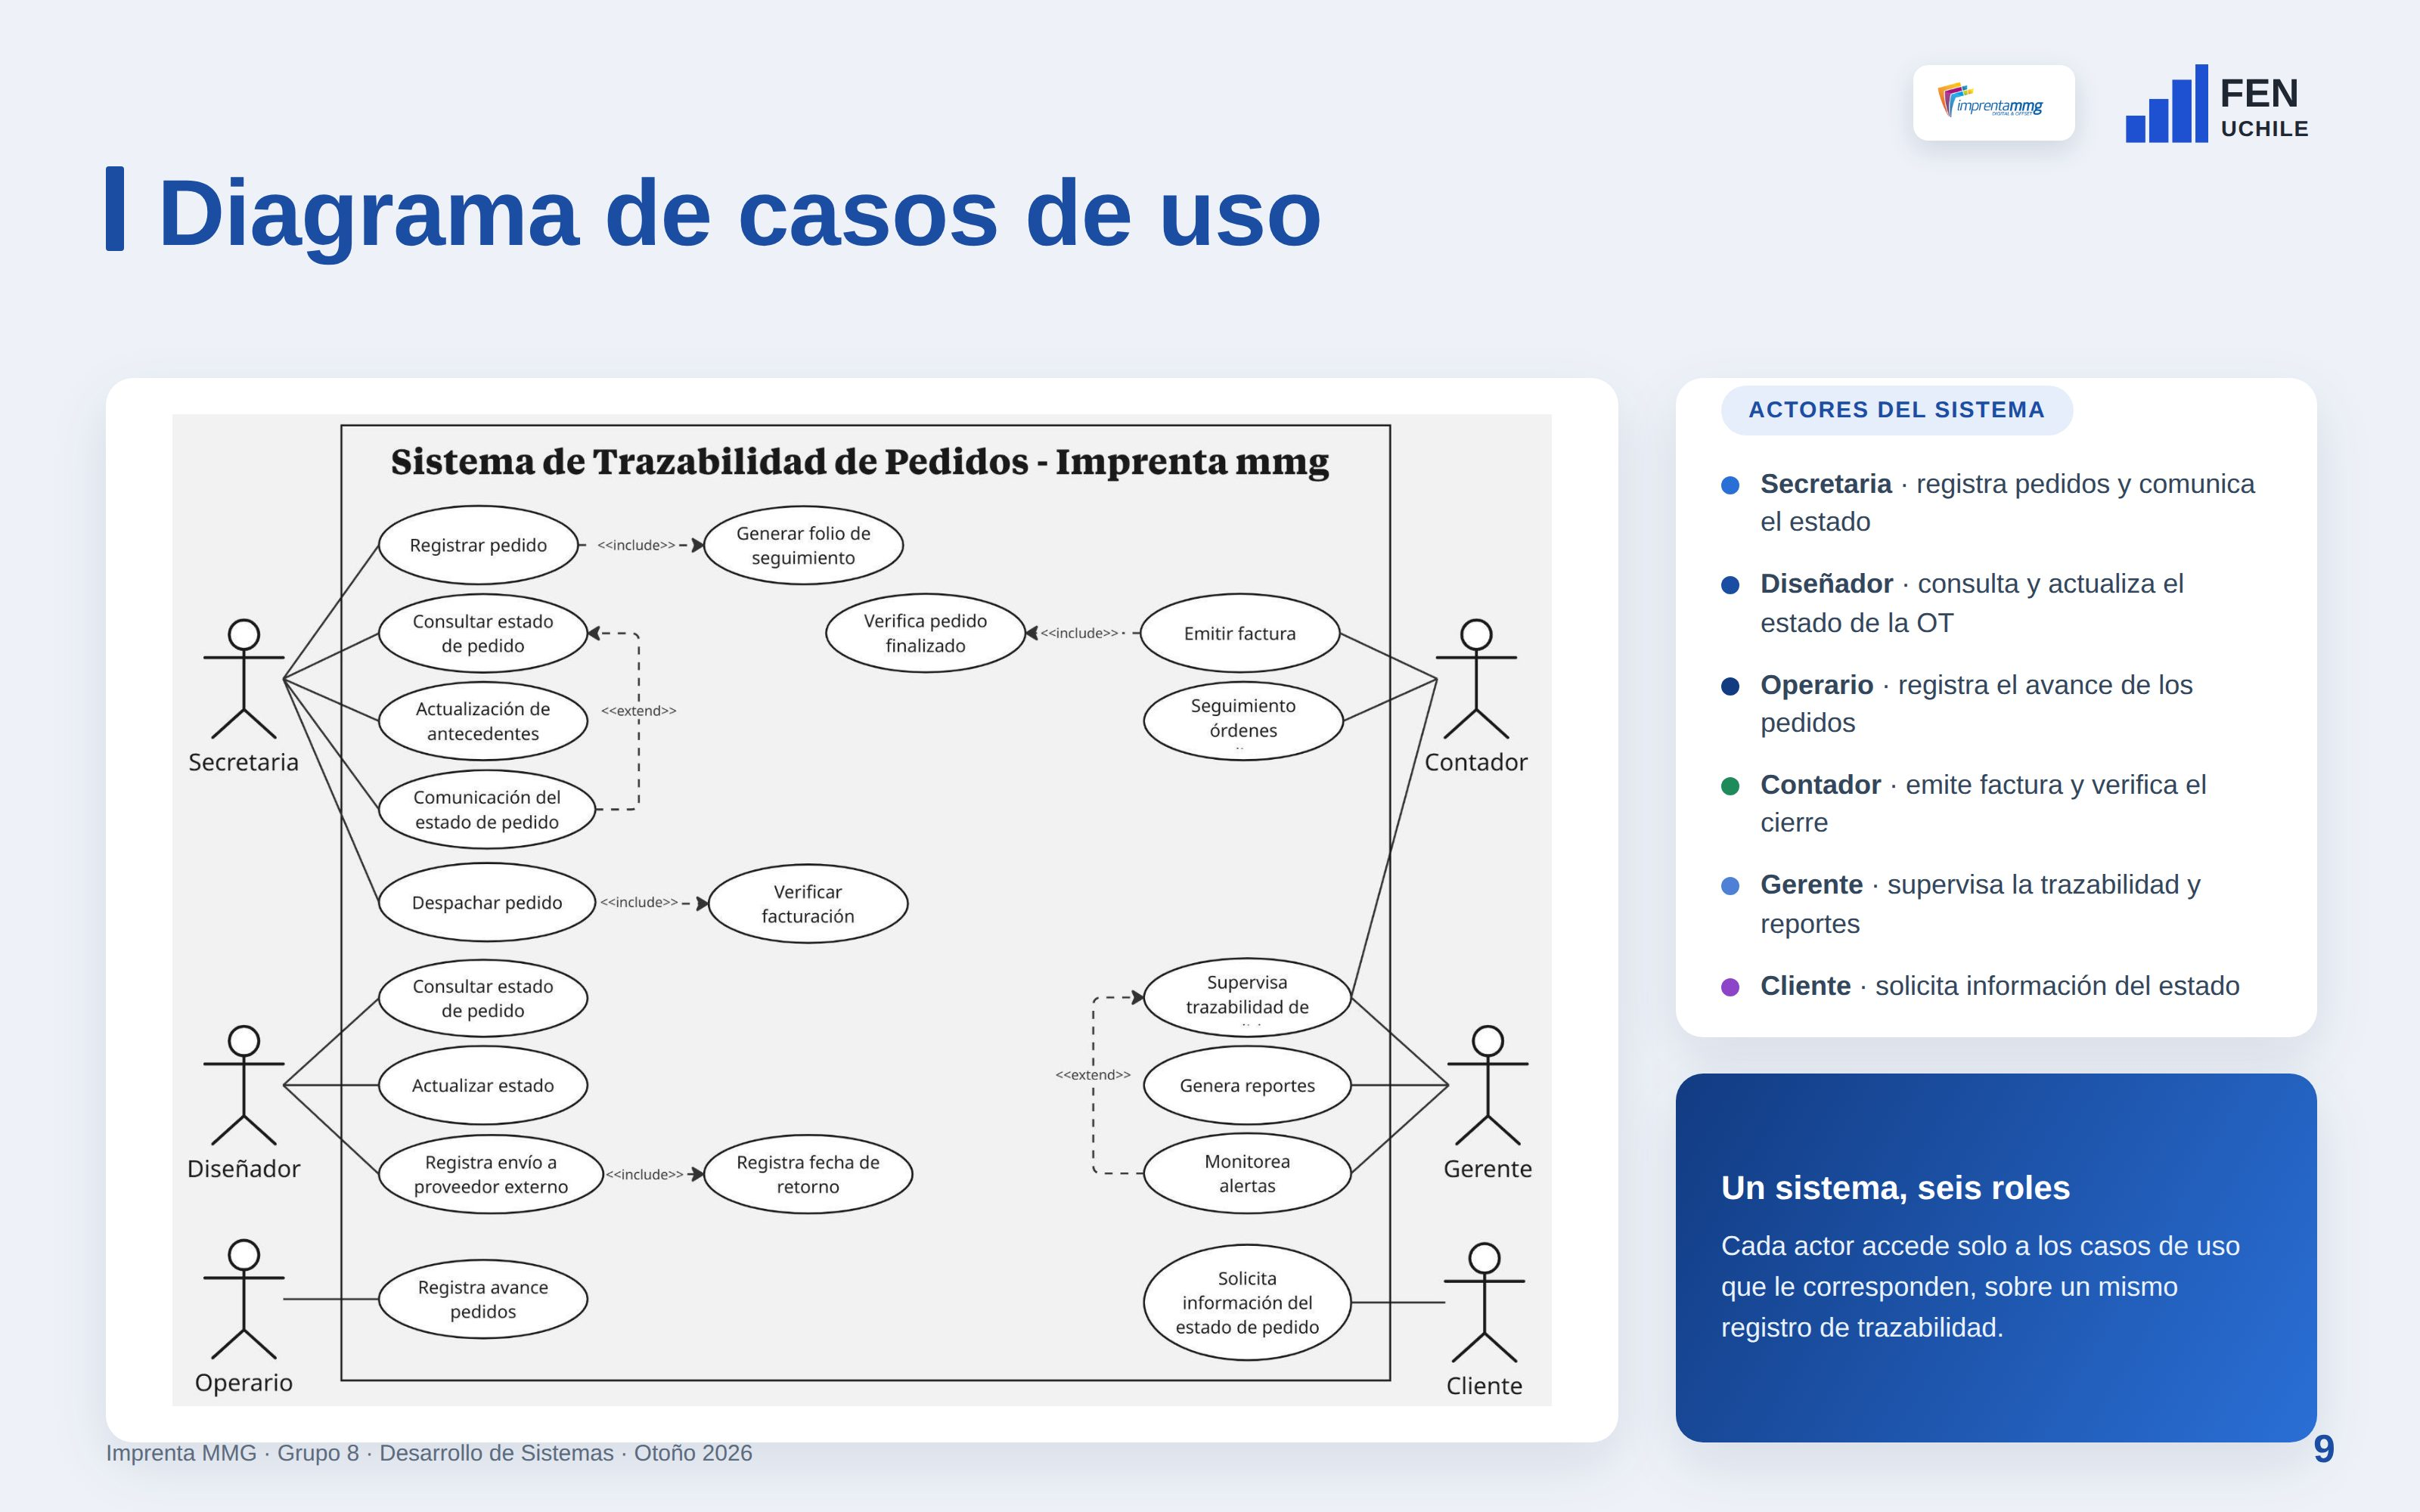 imprentammg
DIGITAL & OFFSET
FEN
UCHILE
Diagrama de casos de uso
Sistema de Trazabilidad de Pedidos - Imprenta mmg
Registrar pedido
<<include>>
Generar folio de
seguimiento
Consultar estado
de pedido
Verifica pedido
finalizado
<<include>>
Emitir factura
Actualización de
antecedentes
<<extend>>
Seguimiento
órdenes
Secretaria
Contador
Comunicación del
estado de pedido
Despachar pedido
<<include>>
Verificar
facturación
Consultar estado
de pedido
Supervisa
trazabilidad de
Actualizar estado
<<extend>>
Genera reportes
Diseñador
Gerente
Registra envío a
proveedor externo
<<include>>
Registra fecha de
retorno
Monitorea
alertas
Registra avance
pedidos
Solicita
información del
estado de pedido
Operario
Cliente
ACTORES DEL SISTEMA
Secretaria · registra pedidos y comunica
el estado
Diseñador · consulta y actualiza el
estado de la OT
Operario · registra el avance de los
pedidos
Contador · emite factura y verifica el
cierre
Gerente · supervisa la trazabilidad y
reportes
Cliente · solicita información del estado
Un sistema, seis roles
Cada actor accede solo a los casos de uso
que le corresponden, sobre un mismo
registro de trazabilidad.
Imprenta MMG · Grupo 8 · Desarrollo de Sistemas · Otoño 2026
9